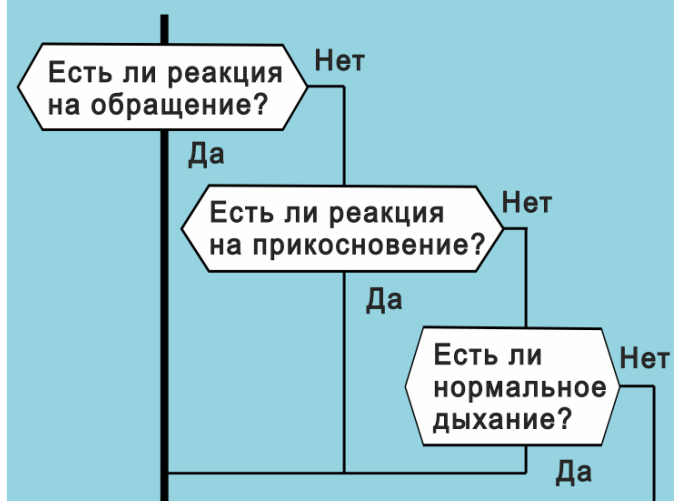 Есть ли реакция
на обращение?
Нет
Да
Есть ли реакция
на прикосновение?
Нет
Да
Есть ли
нормальное
дыхание?
Нет
Да